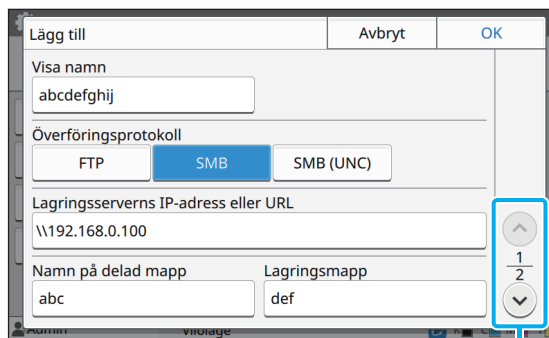 Lägg till Avbryt OK
Visa namn
abcdefghij
Överföringsprotokoll
FTP SMB SMB (UNC)
Lagringsserverns IP-adress eller URL
\\192.168.0.100
1
2
Namn på delad mapp Lagringsmapp
abc def
Admin Viloläge K C M